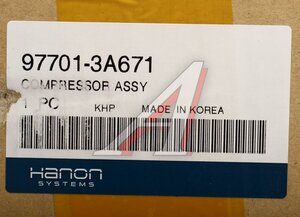 97701-3A671
COMPRESSOR ASSY
1 PC KHP MADE IN KOREA
Hanon
SYSTEMS